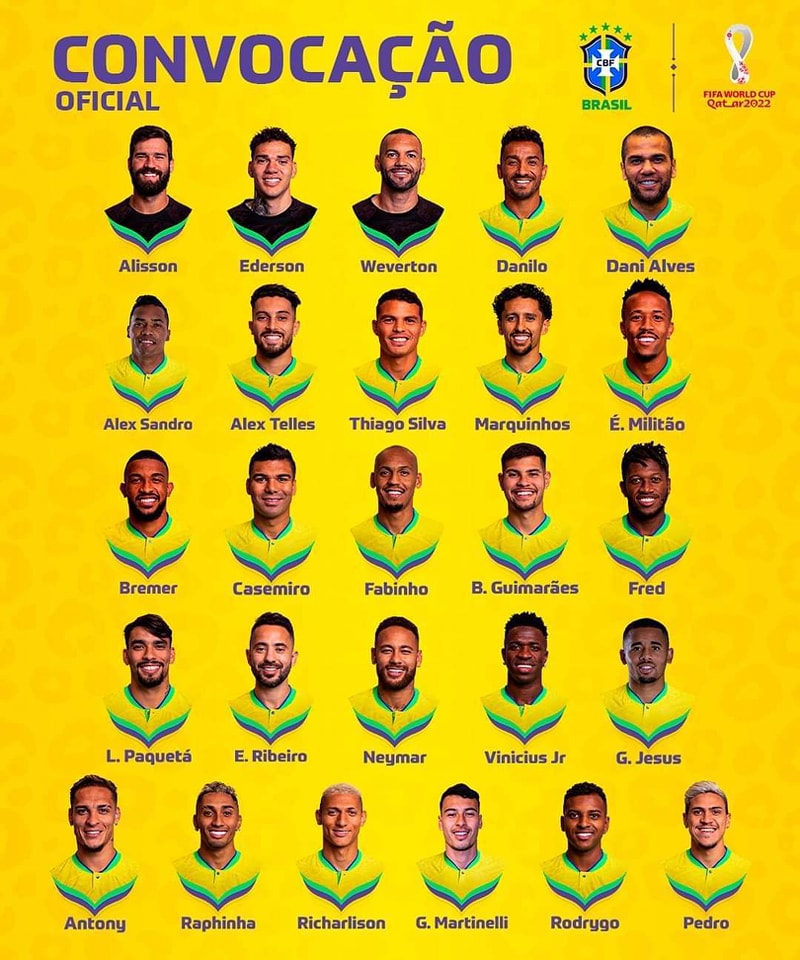 CONVOCAÇÃO
OFICIAL
CBF
BRASIL
FIFA WORLD CUP
Qatar2022
Alisson Ederson Weverton Danilo Dani Alves
Alex Sandro Alex Telles Thiago Silva Marquinhos É. Militão
Bremer Casemiro Fabinho B. Guimarães Fred
L. Paquetá E. Ribeiro Neymar Vinicius Jr G. Jesus
Antony Raphinha Richarlison G. Martinelli Rodrygo Pedro